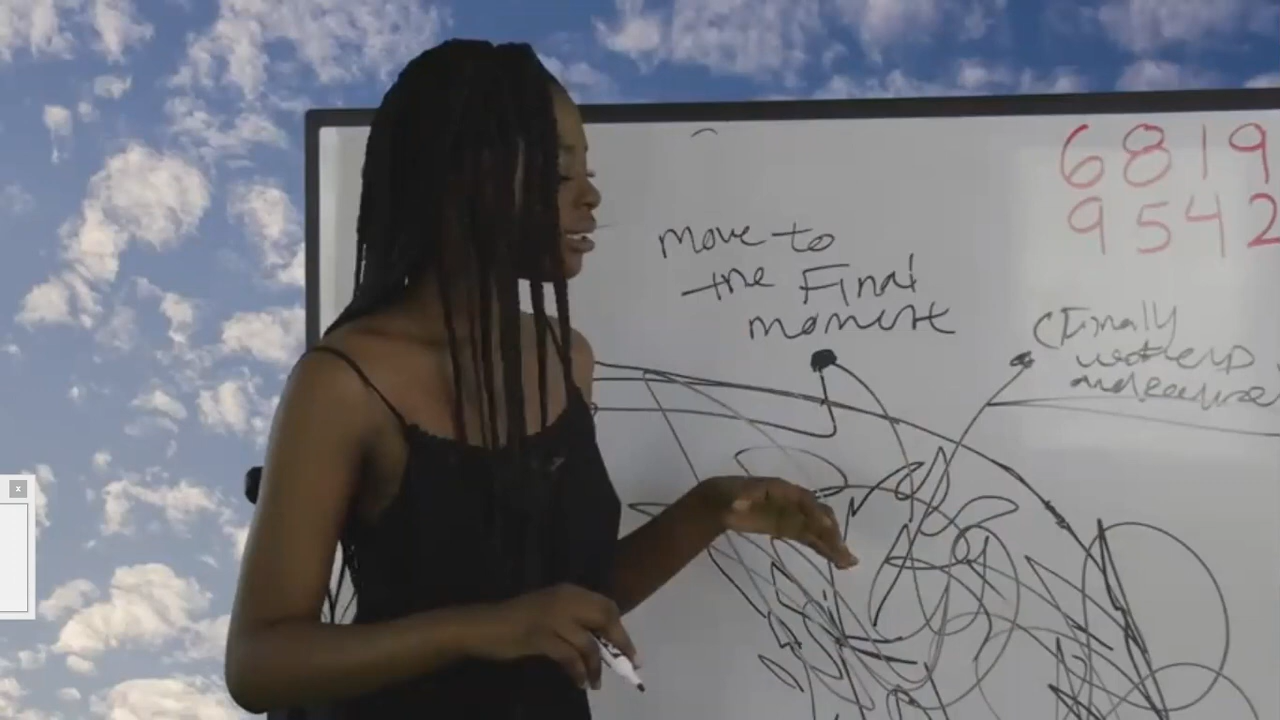 6819
9542
move to
the Final
moment
(Finally